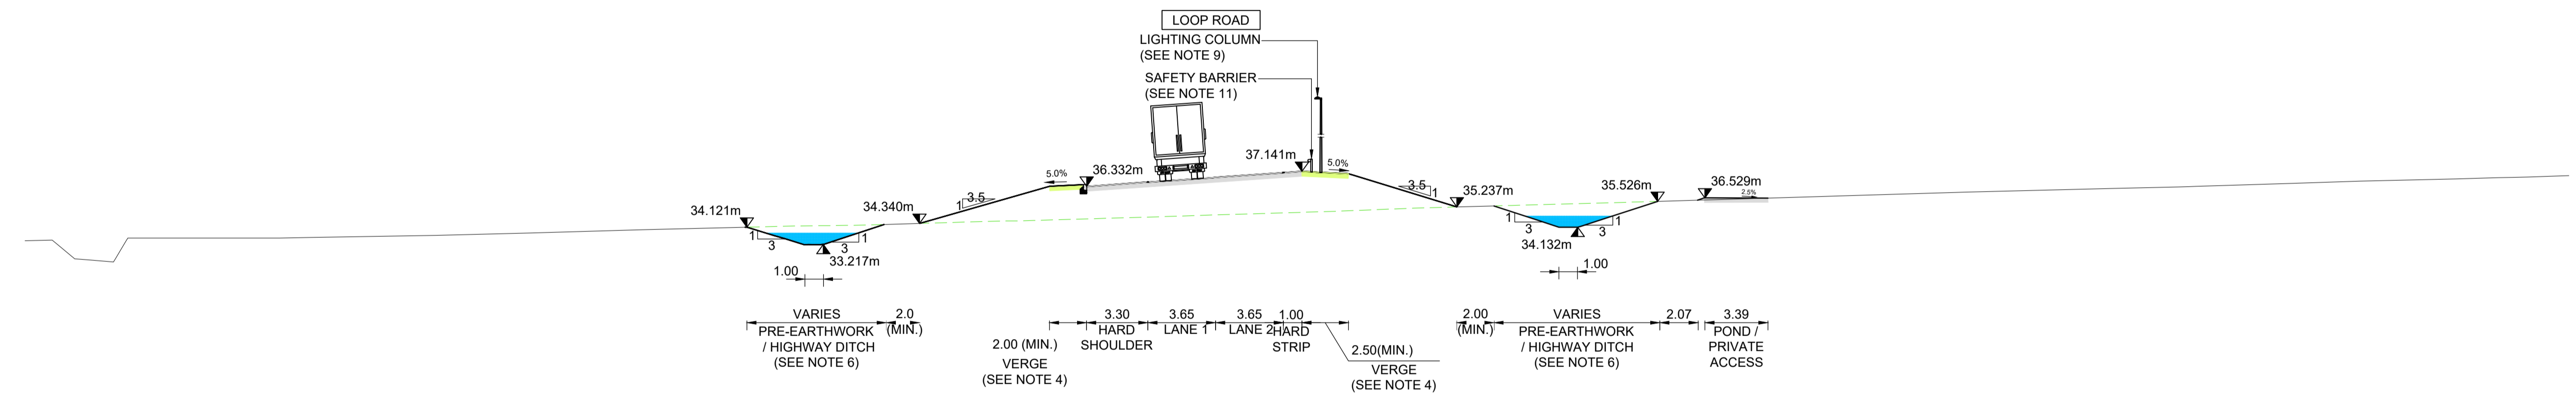 LOOP ROAD
LIGHTING COLUMN
(SEE NOTE 9)
SAFETY BARRIER
(SEE NOTE 11)
37.141m
5.0%
36.332m
5.0%
3.5
1
3.5
1
34.121m
34.340m
35.237m
35.526m
36.529m
2.5%
1
3
3
1
33.217m
1.00
1
3
3
1
34.132m
1.00
VARIES
PRE-EARTHWORK
/ HIGHWAY DITCH
(SEE NOTE 6)
2.0
(MIN.)
2.00 (MIN.)
VERGE
(SEE NOTE 4)
3.30
HARD
SHOULDER
3.65
LANE 1
3.65
LANE 2
1.00
HARD
STRIP
2.50(MIN.)
VERGE
(SEE NOTE 4)
2.00
(MIN.)
VARIES
PRE-EARTHWORK
/ HIGHWAY DITCH
(SEE NOTE 6)
2.07
3.39
POND /
PRIVATE
ACCESS